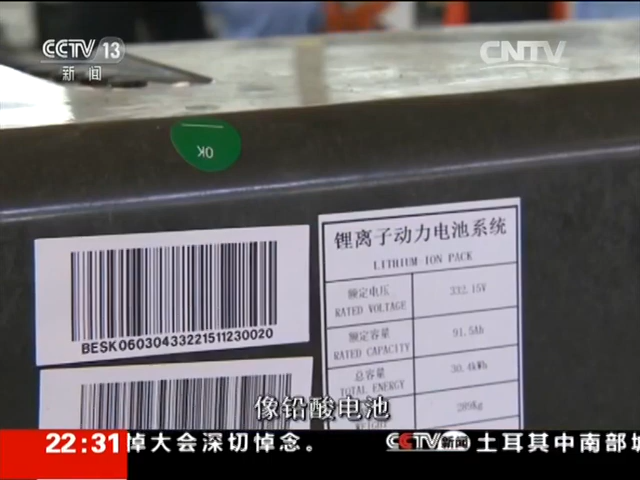 CCTV 13
新闻
CNTV
OK
锂离子动力电池系统
LITHIUM ION PACK
额定电压
RATED VOLTAGE
332.15V
额定容量
RATED CAPACITY
91.5Ah
总容量
TOTAL ENERGY
30.4kWh
289Kg
BESK06030433221511230020
像铅酸电池
22:31
悼大会深切悼念。
CCTV新闻
土耳其中南部城